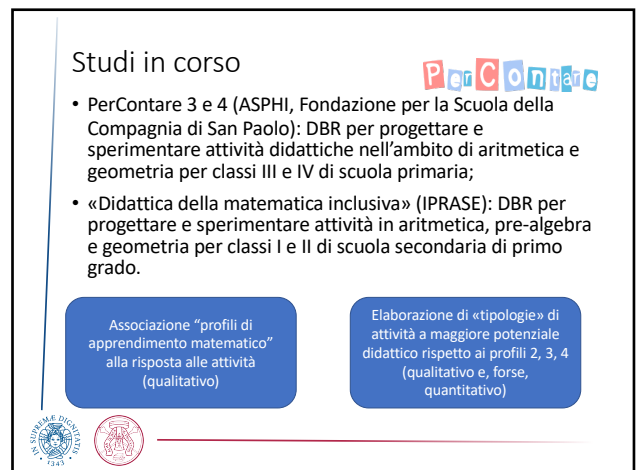 Studi in corso
PerContare
• PerContare 3 e 4 (ASPHI, Fondazione per la Scuola della
Compagnia di San Paolo): DBR per progettare e
sperimentare attività didattiche nell’ambito di aritmetica e
geometria per classi III e IV di scuola primaria;
• «Didattica della matematica inclusiva» (IPRASE): DBR per
progettare e sperimentare attività in aritmetica, pre-algebra
e geometria per classi I e II di scuola secondaria di primo
grado.
Associazione “profili di
apprendimento matematico”
alla risposta alle attività
(qualitativo)
Elaborazione di «tipologie» di
attività a maggiore potenziale
didattico rispetto ai profili 2, 3, 4
(qualitativo e, forse,
quantitativo)
IN SUPREMÆ DIGNITATIS
· 1343 ·